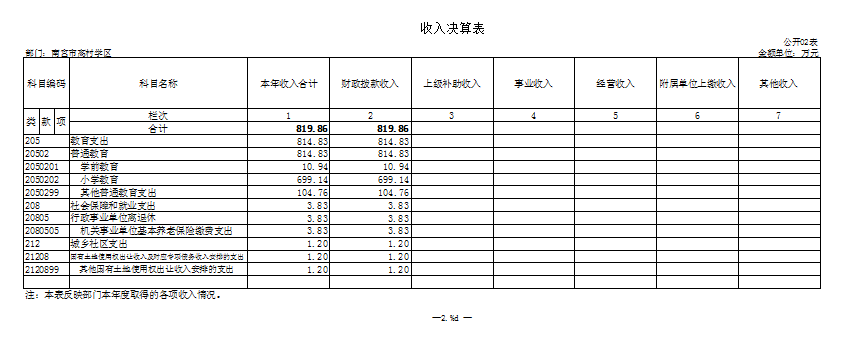 收入决算表
公开02表
部门：南宫市高村学区 金额单位：万元
科目编码 科目名称 本年收入合计 财政拨款收入 上级补助收入 事业收入 经营收入 附属单位上缴收入 其他收入
类 款 项 栏次 1 2 3 4 5 6 7
合计 819.86 819.86
205 教育支出 814.83 814.83
20502 普通教育 814.83 814.83
2050201 学前教育 10.94 10.94
2050202 小学教育 699.14 699.14
2050299 其他普通教育支出 104.76 104.76
208 社会保障和就业支出 3.83 3.83
20805 行政事业单位离退休 3.83 3.83
2080505 机关事业单位基本养老保险缴费支出 3.83 3.83
212 城乡社区支出 1.20 1.20
21208 国有土地使用权出让收入及对应专项债务收入安排的支出 1.20 1.20
2120899 其他国有土地使用权出让收入安排的支出 1.20 1.20
注：本表反映部门本年度取得的各项收入情况。
—2.%d —